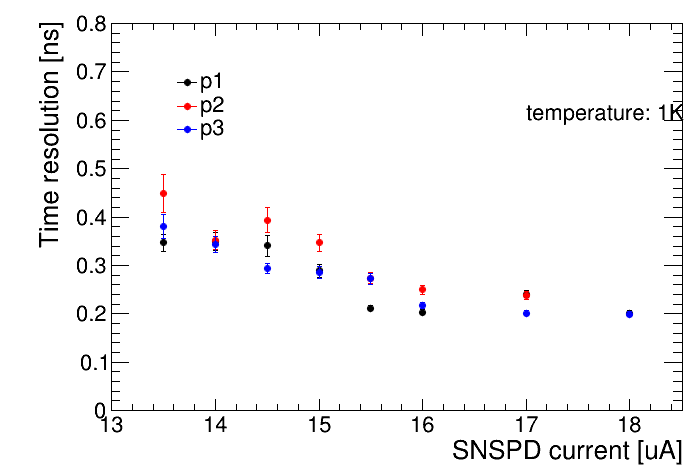 Time resolution [ns]
0.8
0.7
0.6
0.5
0.4
0.3
0.2
0.1
0
p1
p2
p3
temperature: 1K
13
14
15
16
17
18
SNSPD current [uA]